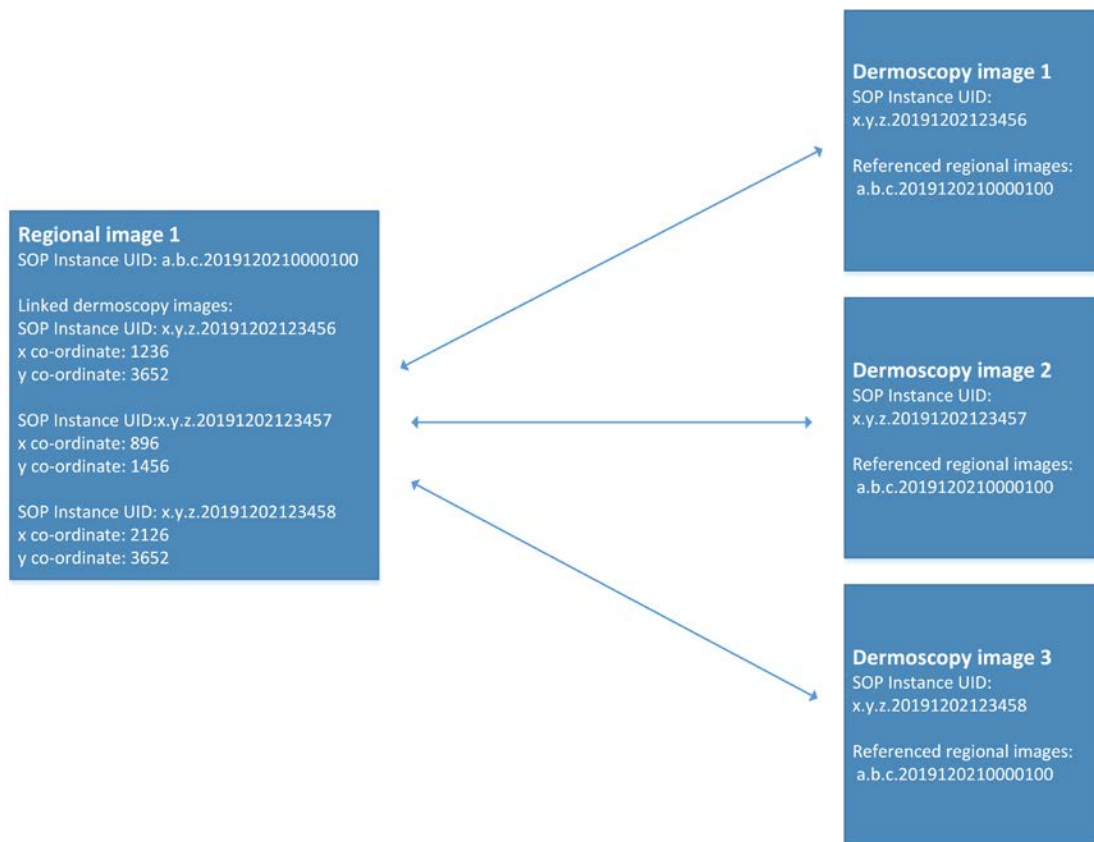 Regional image 1
SOP Instance UID: a.b.c.2019120210000100
Linked dermoscopy images:
SOP Instance UID: x.y.z.20191202123456
x co-ordinate: 1236
y co-ordinate: 3652
SOP Instance UID:x.y.z.20191202123457
x co-ordinate: 896
y co-ordinate: 1456
SOP Instance UID: x.y.z.20191202123458
x co-ordinate: 2126
y co-ordinate: 3652
Dermoscopy image 1
SOP Instance UID:
x.y.z.20191202123456
Referenced regional images:
a.b.c.2019120210000100
Dermoscopy image 2
SOP Instance UID:
x.y.z.20191202123457
Referenced regional images:
a.b.c.2019120210000100
Dermoscopy image 3
SOP Instance UID:
x.y.z.20191202123458
Referenced regional images:
a.b.c.2019120210000100